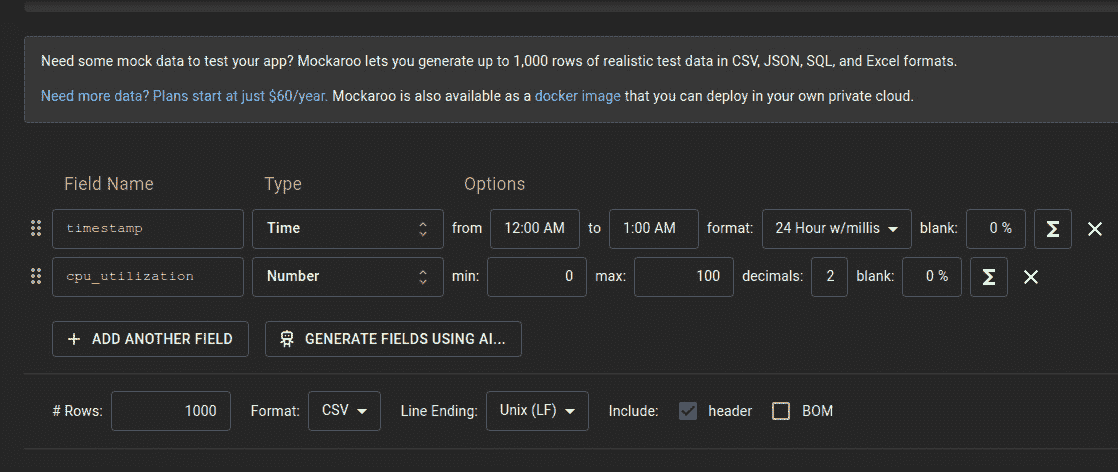 Need some mock data to test your app? Mockaroo lets you generate up to 1,000 rows of realistic test data in CSV, JSON, SQL, and Excel formats.
Need more data? Plans start at just $60/year. Mockaroo is also available as a docker image that you can deploy in your own private cloud.
Field Name Type Options
timestamp Time from 12:00 AM to 1:00 AM format: 24 Hour w/millis blank: 0 % Σ
cpu_utilization Number min: 0 max: 100 decimals: 2 blank: 0 % Σ
+ ADD ANOTHER FIELD GENERATE FIELDS USING AI...
# Rows: 1000 Format: CSV Line Ending: Unix (LF) Include: header BOM